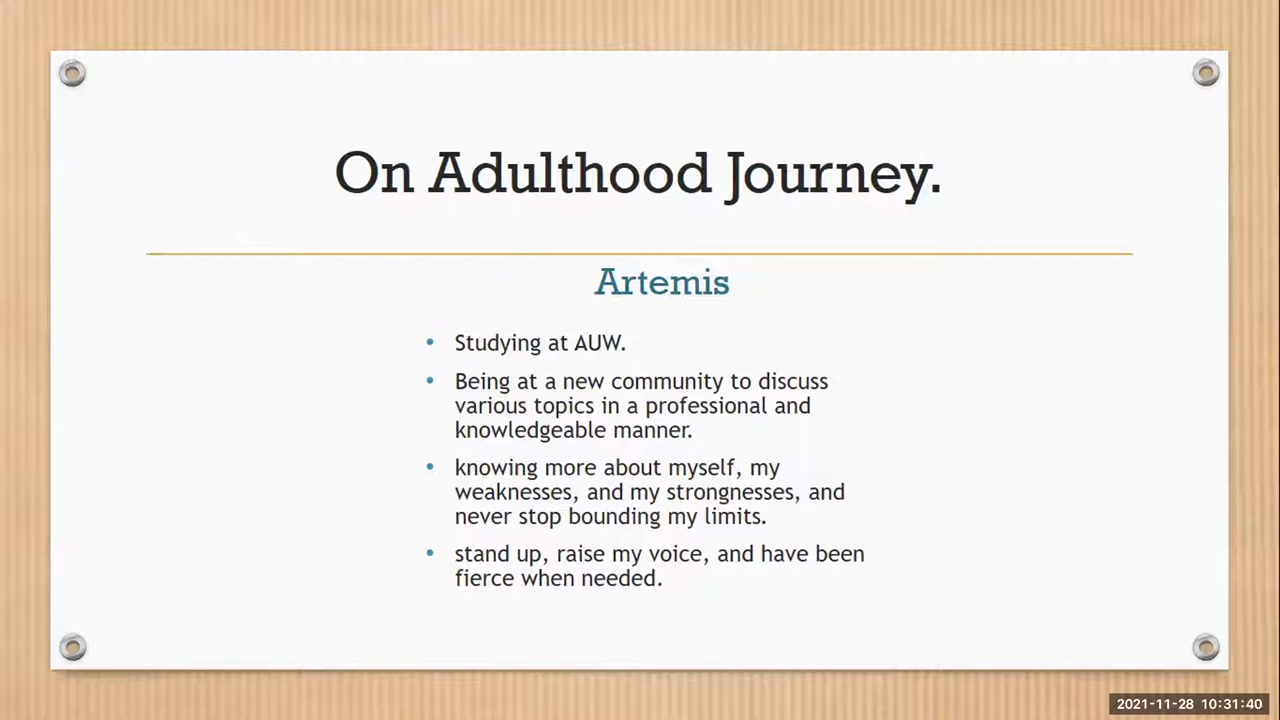 On Adulthood Journey.
Artemis
• Studying at AUW.
• Being at a new community to discuss
various topics in a professional and
knowledgeable manner.
• knowing more about myself, my
weaknesses, and my strongnesses, and
never stop bounding my limits.
• stand up, raise my voice, and have been
fierce when needed.
2021-11-28 10:31:40